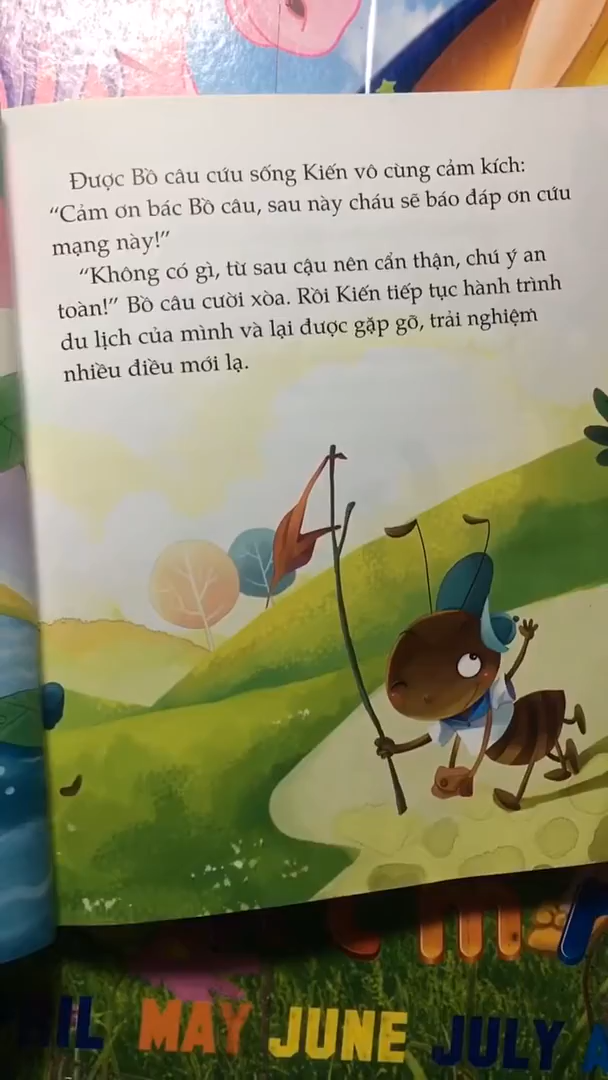 Được Bồ câu cứu sống Kiến vô cùng cảm kích:
“Cảm ơn bác Bồ câu, sau này cháu sẽ báo đáp ơn cứu
mạng này!”
“Không có gì, từ sau cậu nên cẩn thận, chú ý an
toàn!” Bồ câu cười xòa. Rồi Kiến tiếp tục hành trình
du lịch của mình và lại được gặp gỡ, trải nghiệm
nhiều điều mới lạ.
MAY JUNE JULY